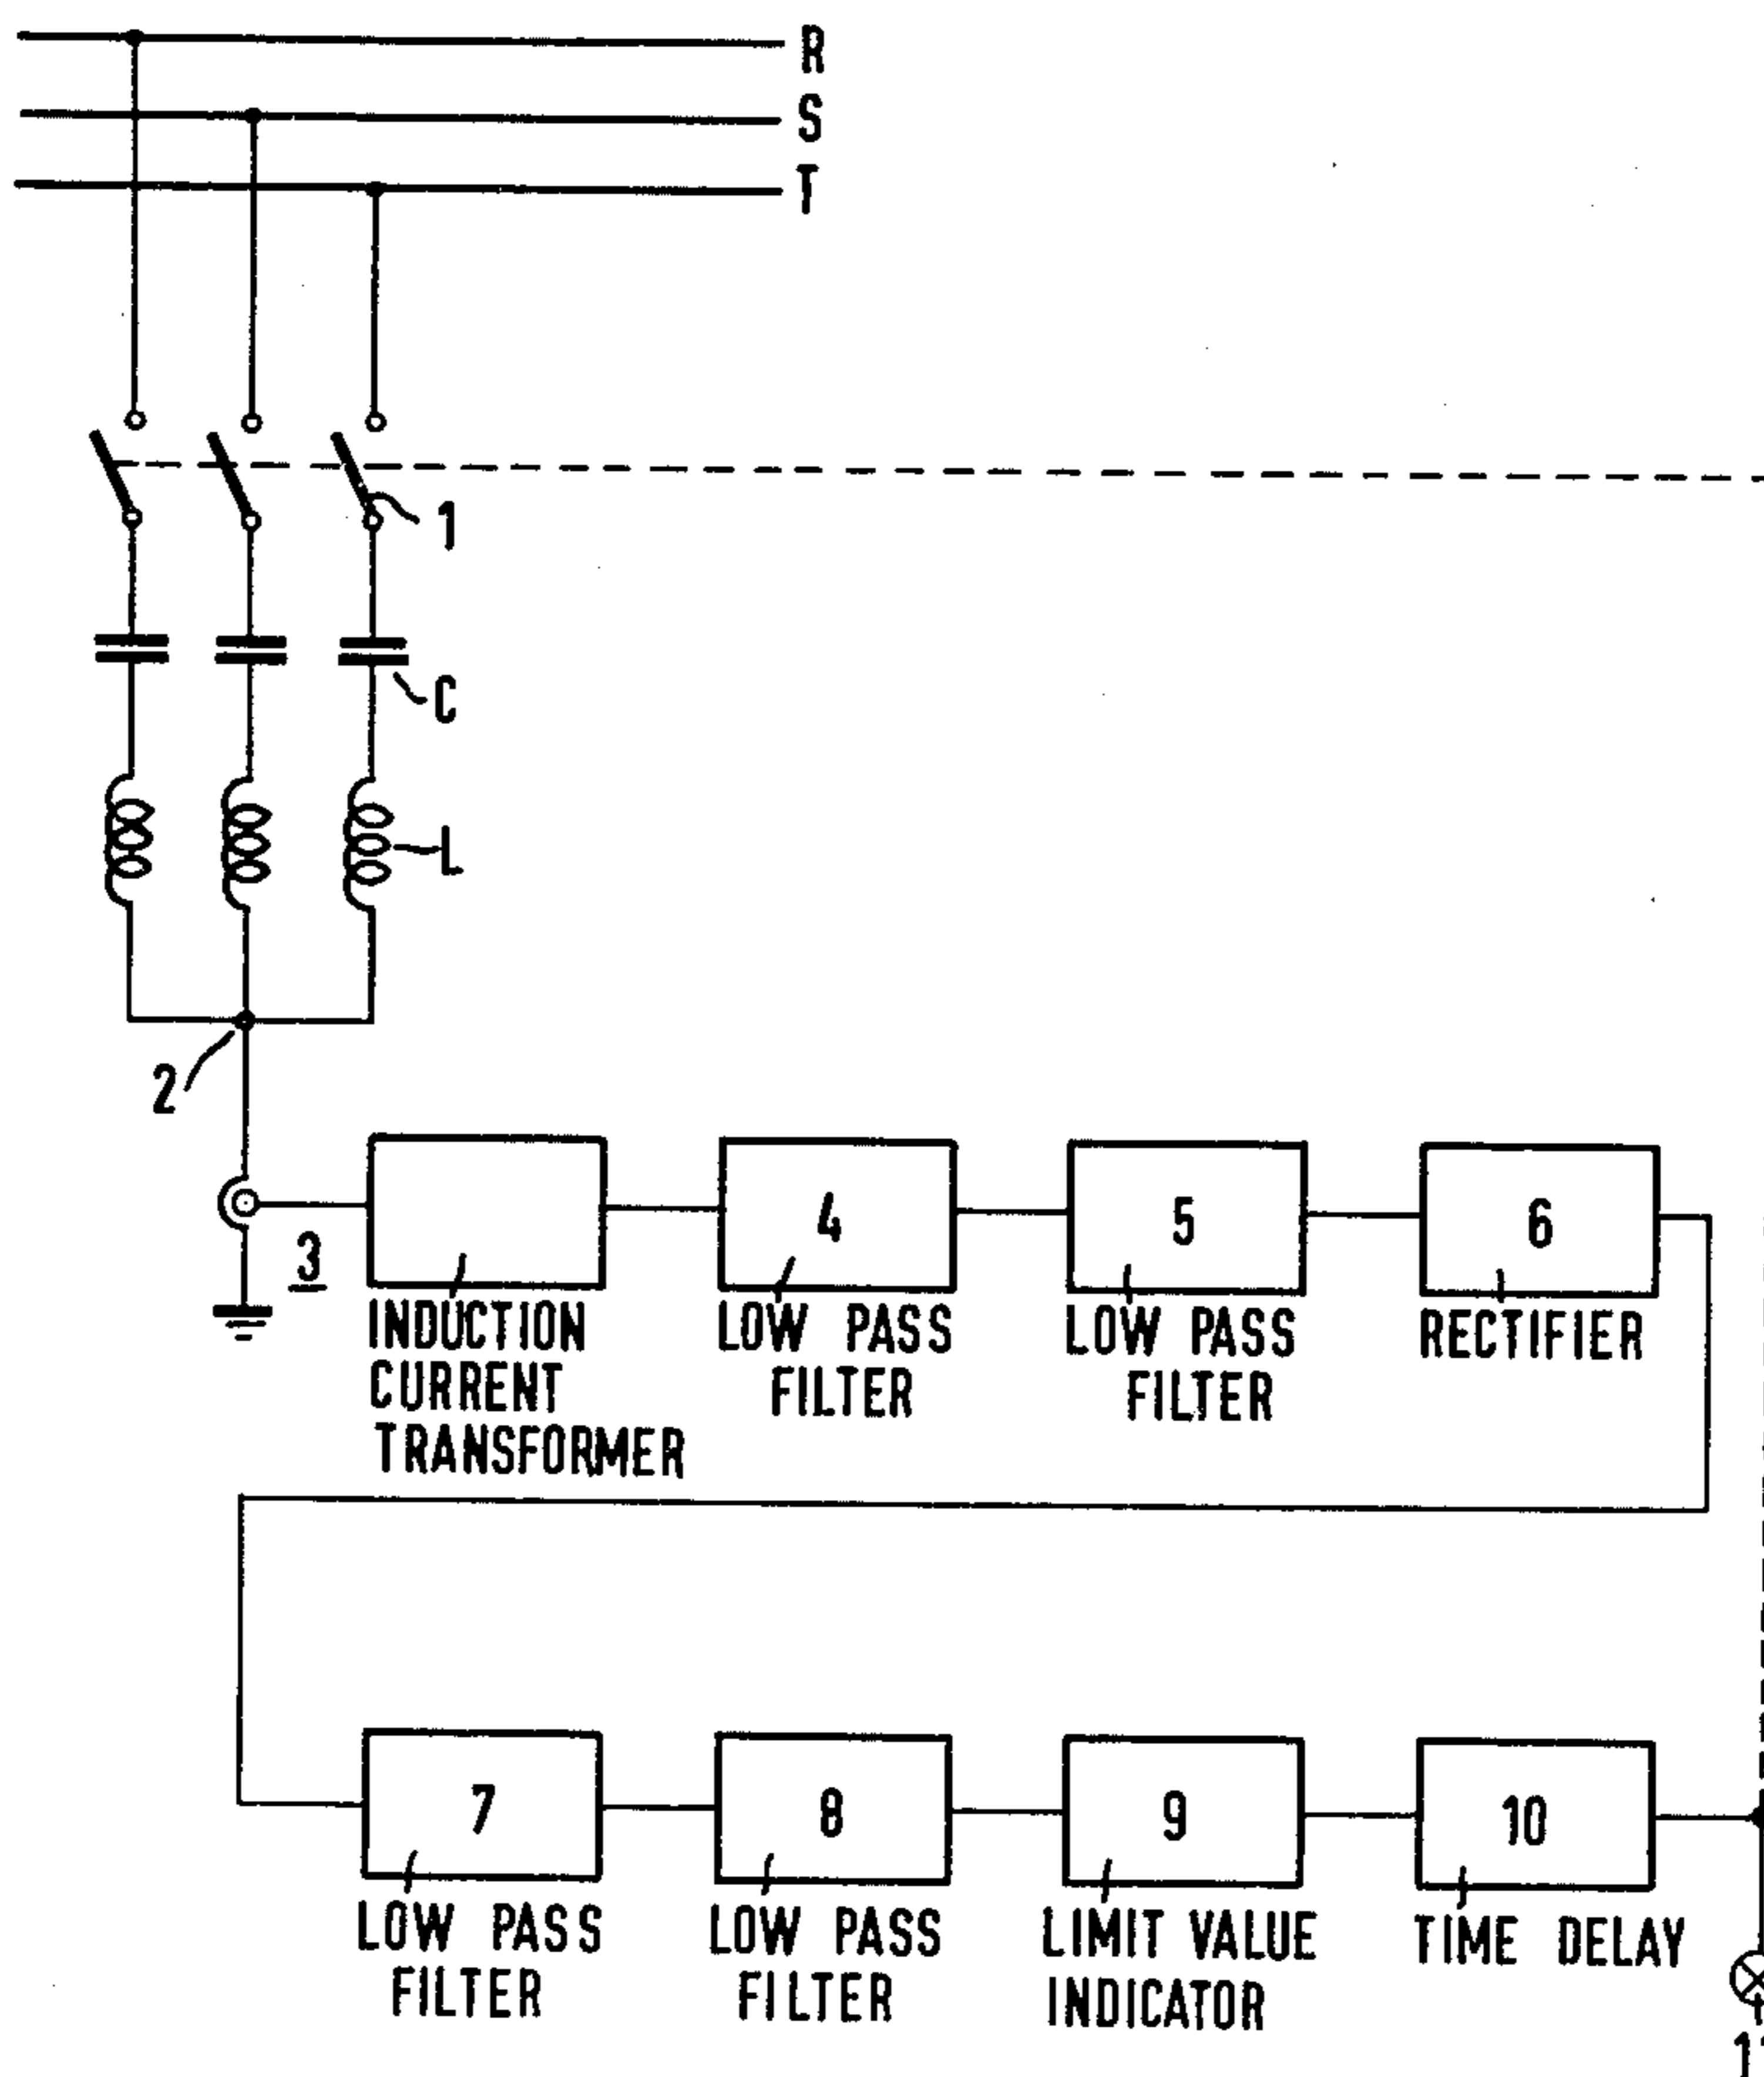 R
S
T
1
C
L
2
3
4
5
6
INDUCTION
CURRENT
TRANSFORMER
LOW PASS
FILTER
LOW PASS
FILTER
RECTIFIER
7
8
9
10
LOW PASS
FILTER
LOW PASS
FILTER
LIMIT VALUE
INDICATOR
TIME DELAY